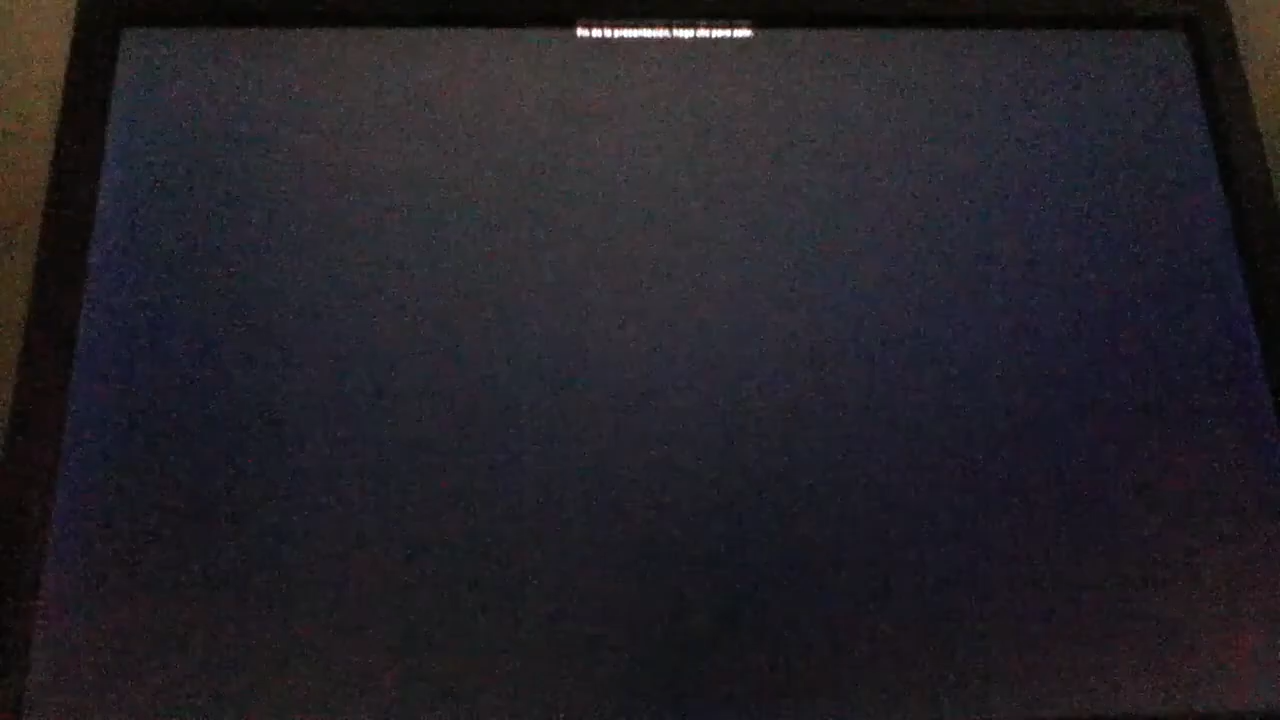 Fin de la presentación, haga clic para salir.